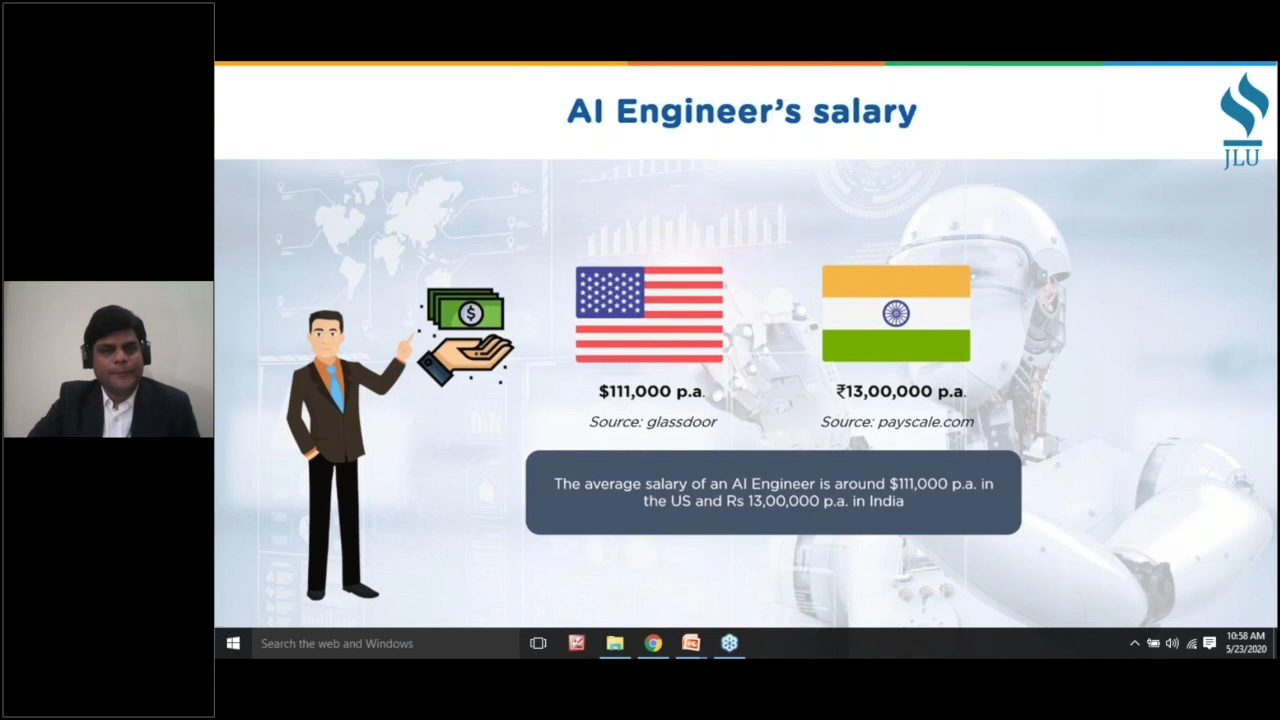 AI Engineer's salary
JLU
$
$111,000 p.a.
₹13,00,000 p.a.
Source: glassdoor
Source: payscale.com
The average salary of an AI Engineer is around $111,000 p.a. in
the US and Rs 13,00,000 p.a. in India
Search the web and Windows
10:58 AM
5/23/2020